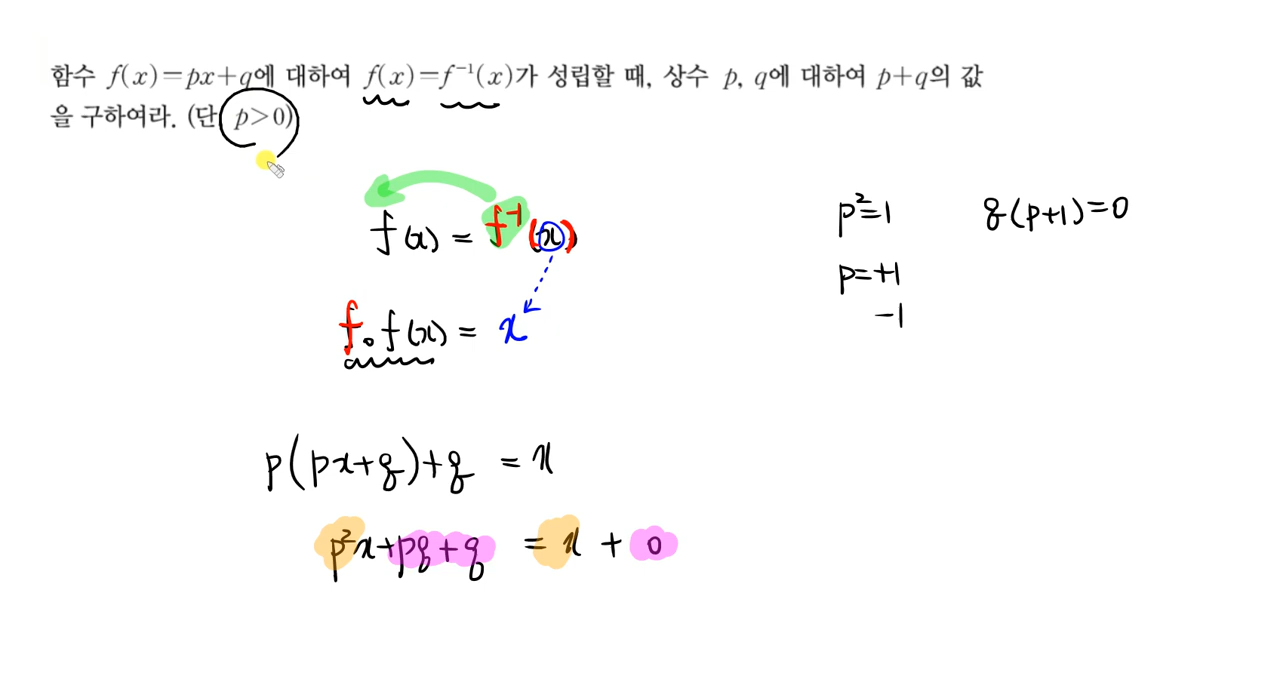 함수 f(x)=px+q에 대하여 f(x)=f⁻¹(x)가 성립할 때, 상수 p, q에 대하여 p+q의 값
을 구하여라. (단 p>0)
f(x) = f⁻¹(x)
f∘f(x) = x
p(px+q)+q = x
p²x+pq+q = x + 0
p²=1
q(p+1)=0
p=+1
-1